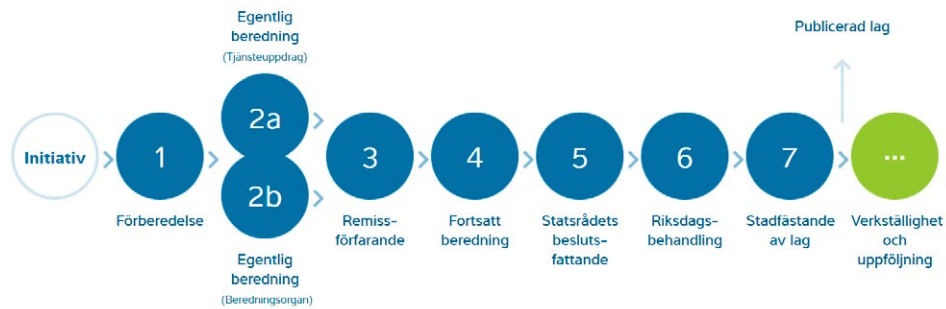 Egentlig
beredning
(Tjänsteuppdrag)
Publicerad lag
Initiativ
1
2a
2b
3
4
5
6
7
...
Förberedelse
Egentlig
beredning
(Beredningsorgan)
Remiss-
förfarande
Fortsatt
beredning
Statsrådets
besluts-
fattande
Riksdags-
behandling
Stadfästande
av lag
Verkställighet
och
uppföljning